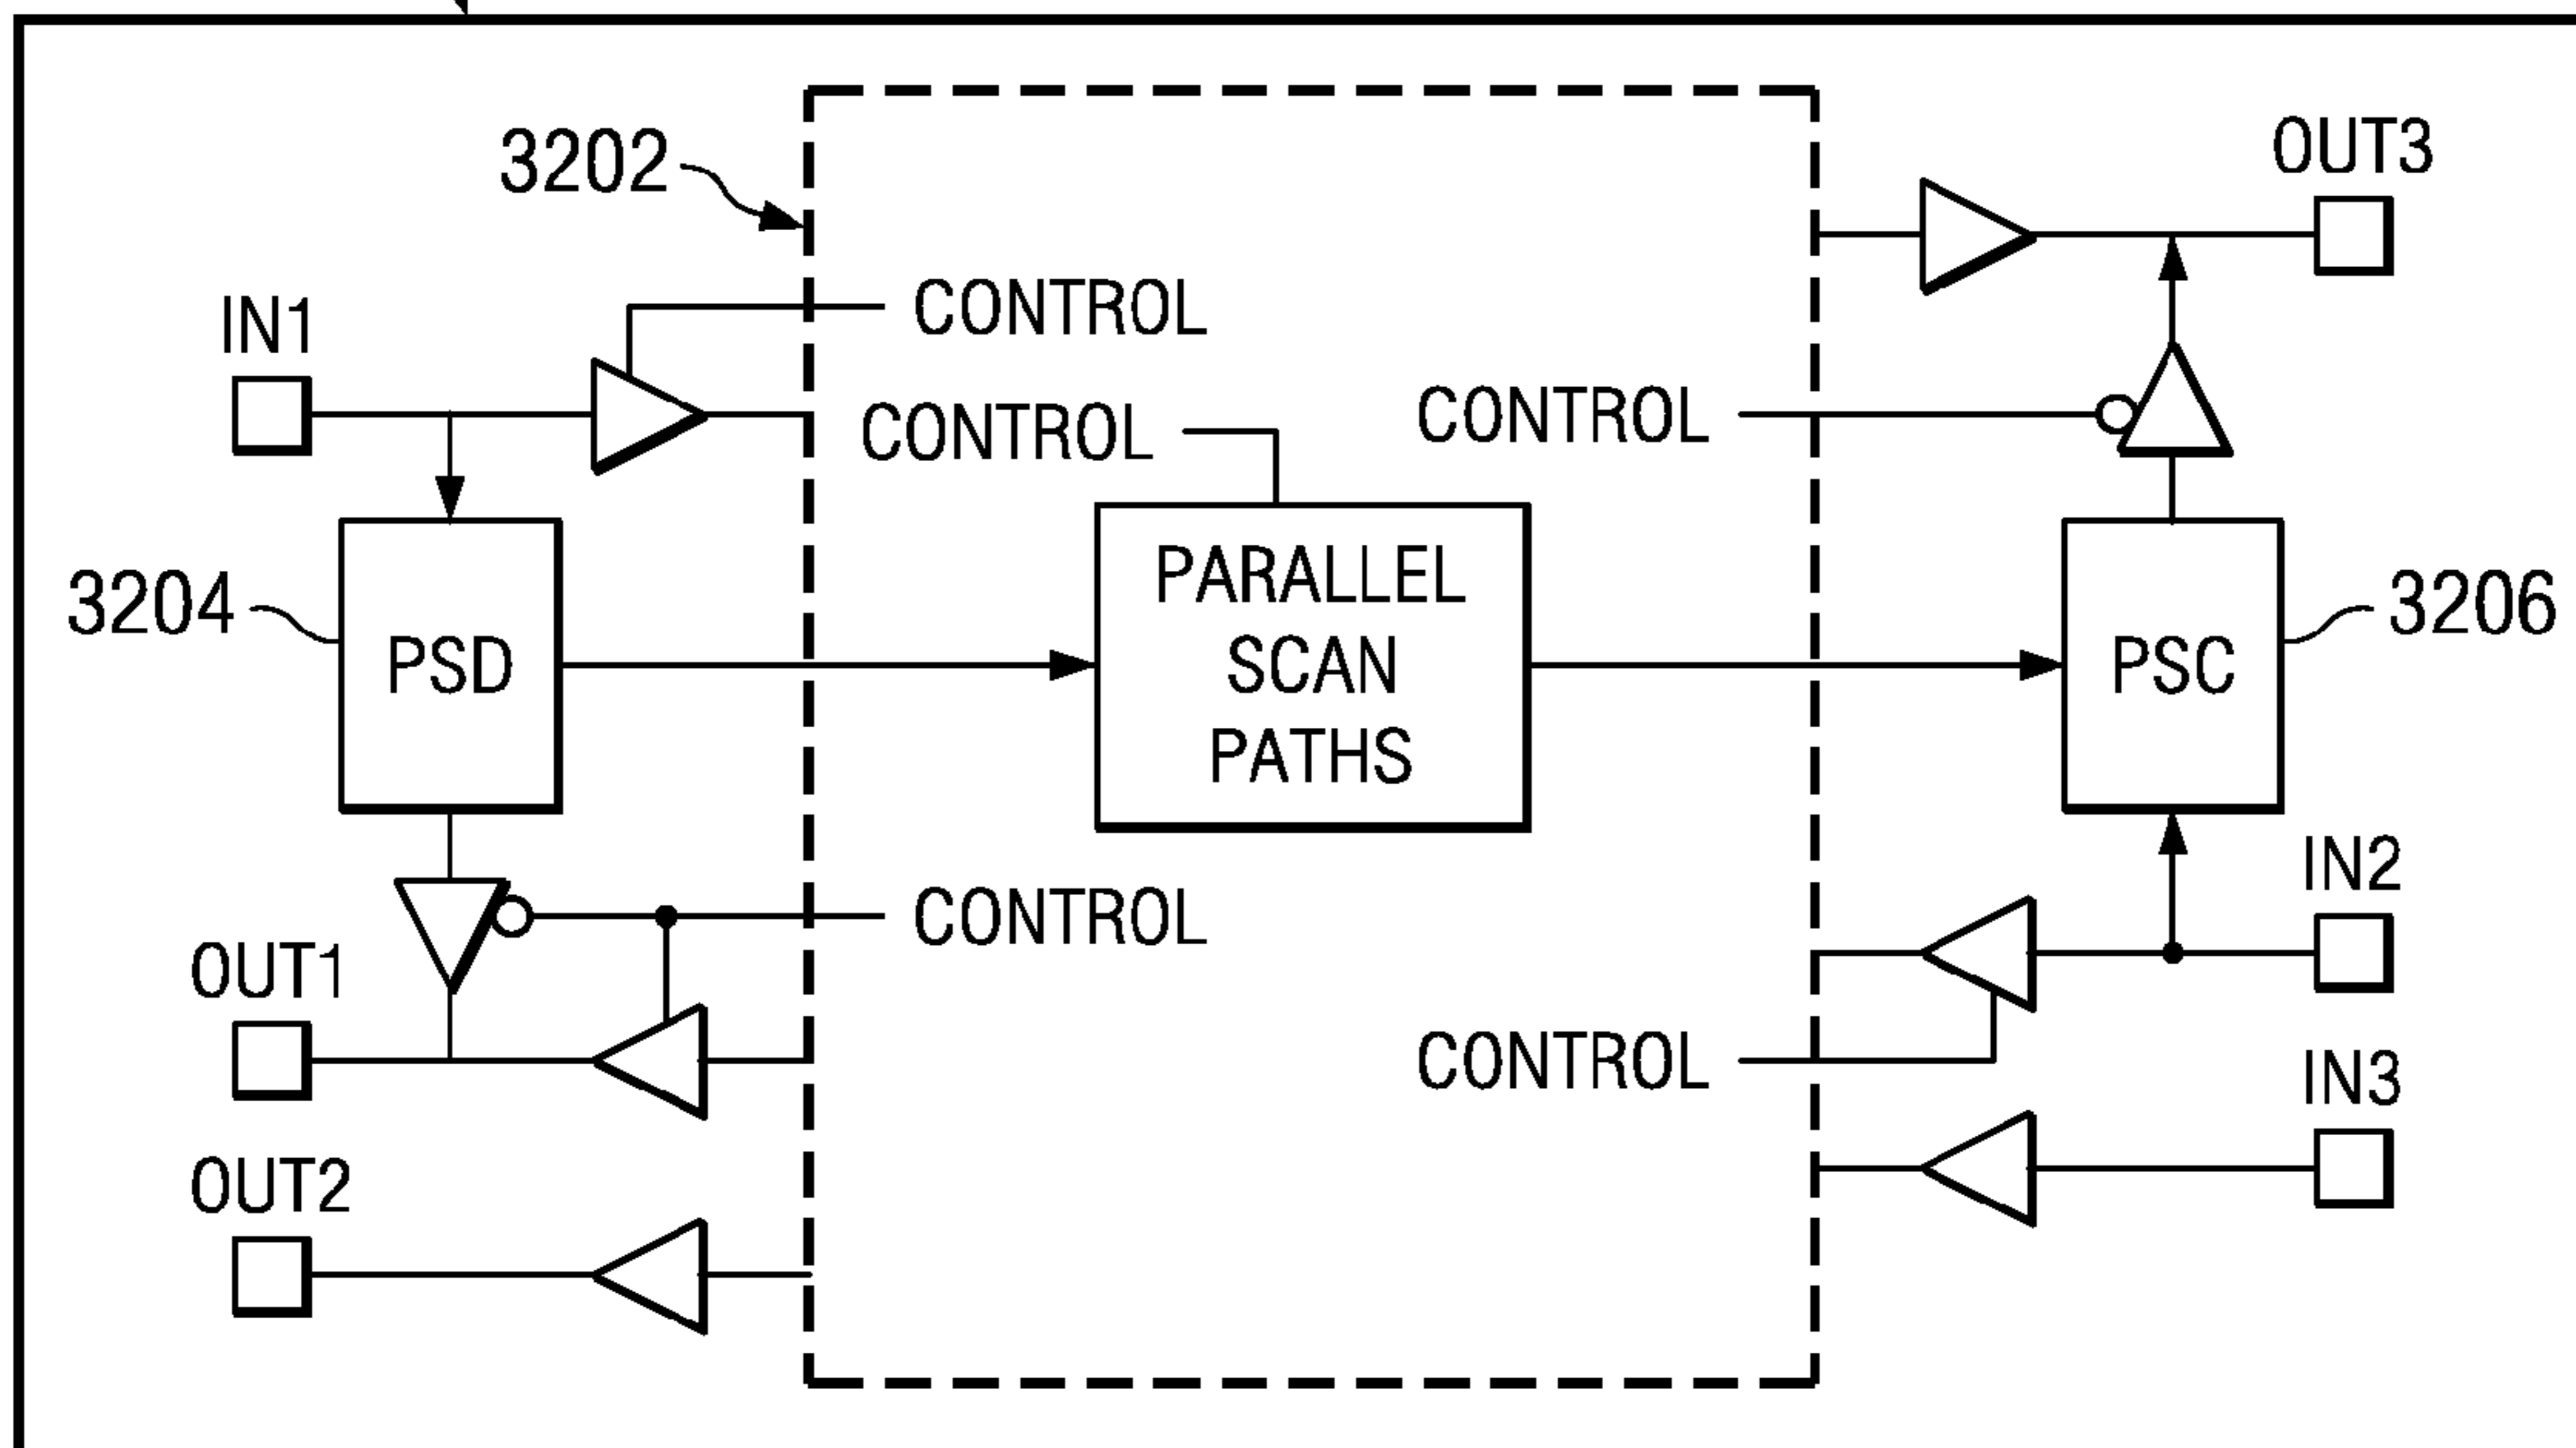 3202
OUT3
IN1
CONTROL
CONTROL
CONTROL
3204
PSD
PARALLEL
SCAN
PATHS
PSC
3206
IN2
CONTROL
OUT1
CONTROL
IN3
OUT2